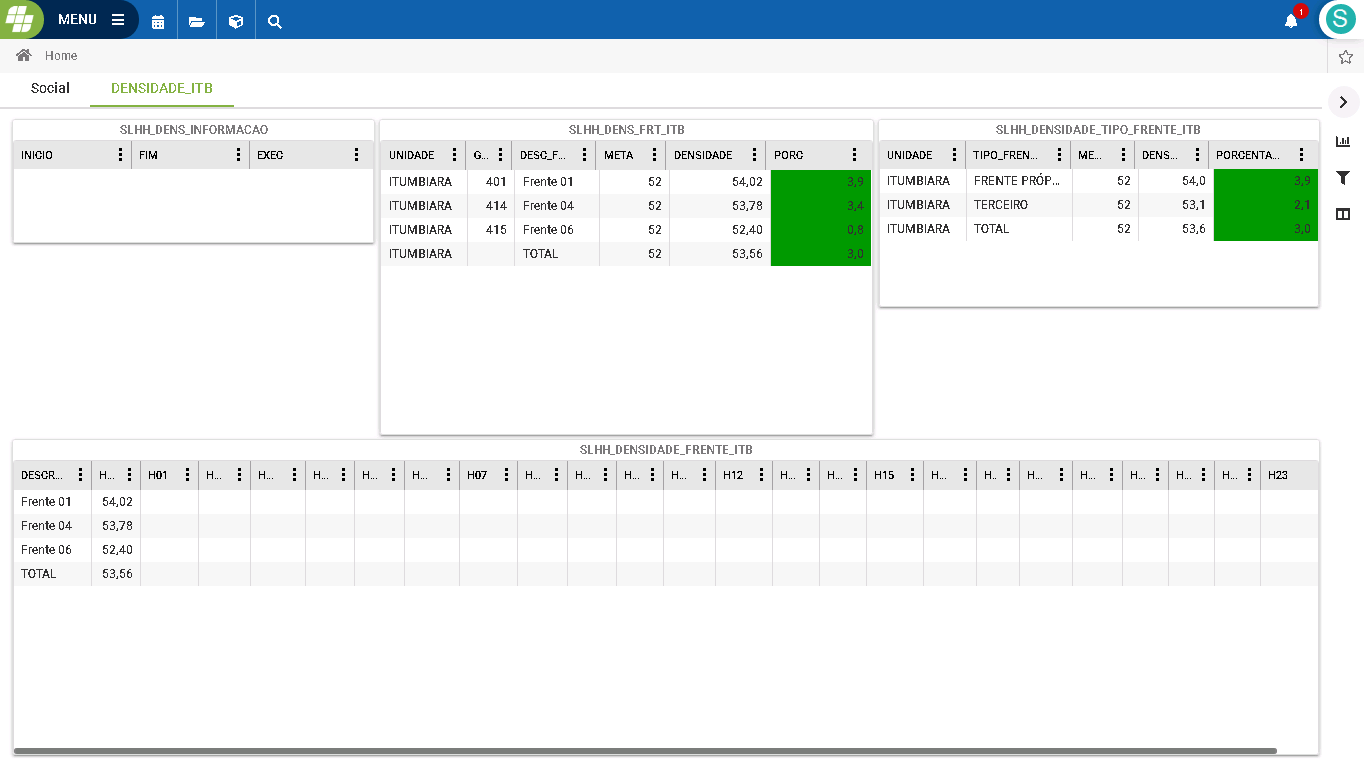 MENU
1
S
Home
Social DENSIDADE_ITB
SLHH_DENS_INFORMACAO
INICIO FIM EXEC
SLHH_DENS_FRT_ITB
UNIDADE G... DESC_F... META DENSIDADE PORC
ITUMBIARA 401 Frente 01 52 54,02 3,9
ITUMBIARA 414 Frente 04 52 53,78 3,4
ITUMBIARA 415 Frente 06 52 52,40 0,8
ITUMBIARA TOTAL 52 53,56 3,0
SLHH_DENSIDADE_TIPO_FRENTE_ITB
UNIDADE TIPO_FREN... ME... DENS... PORCENTA...
ITUMBIARA FRENTE PRÓP... 52 54,0 3,9
ITUMBIARA TERCEIRO 52 53,1 2,1
ITUMBIARA TOTAL 52 53,6 3,0
SLHH_DENSIDADE_FRENTE_ITB
DESCR... H... H01 H... H... H... H... H... H07 H... H... H... H... H12 H... H... H15 H... H... H... H... H... H... H... H23
Frente 01 54,02
Frente 04 53,78
Frente 06 52,40
TOTAL 53,56